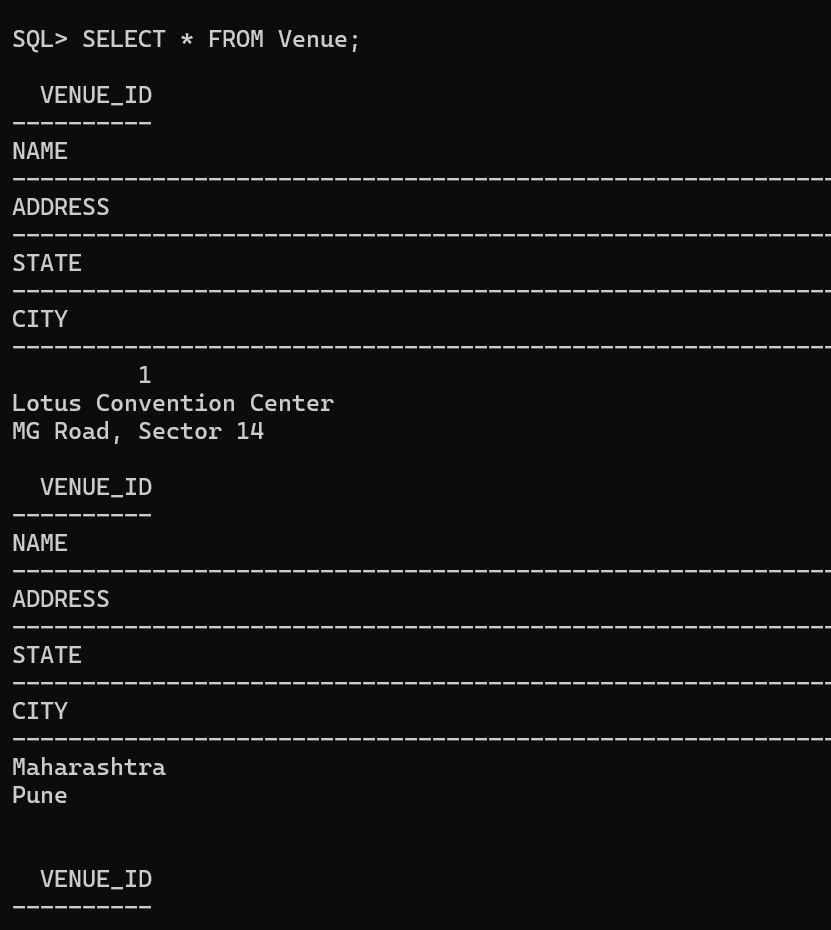 SQL> SELECT * FROM Venue;
VENUE_ID
----------
NAME
-----------------------------------------------------------
ADDRESS
-----------------------------------------------------------
STATE
-----------------------------------------------------------
CITY
-----------------------------------------------------------
1
Lotus Convention Center
MG Road, Sector 14
VENUE_ID
----------
NAME
-----------------------------------------------------------
ADDRESS
-----------------------------------------------------------
STATE
-----------------------------------------------------------
CITY
-----------------------------------------------------------
Maharashtra
Pune
VENUE_ID
----------